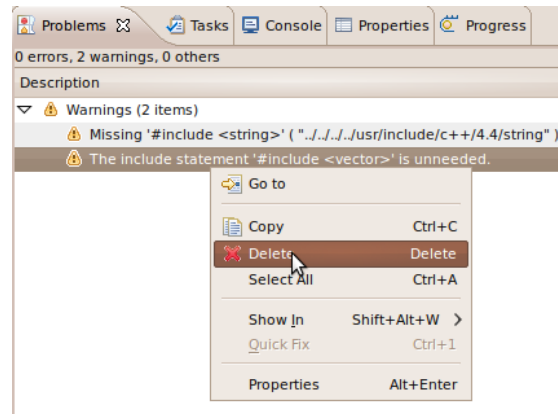 Problems Tasks Console Properties Progress
0 errors, 2 warnings, 0 others
Description
Warnings (2 items)
Missing '#include <string>' ( "../../../../usr/include/c++/4.4/string" )
The include statement '#include <vector>' is unneeded.
Go to
Copy Ctrl+C
Delete Delete
Select All Ctrl+A
Show In Shift+Alt+W
Quick Fix Ctrl+1
Properties Alt+Enter